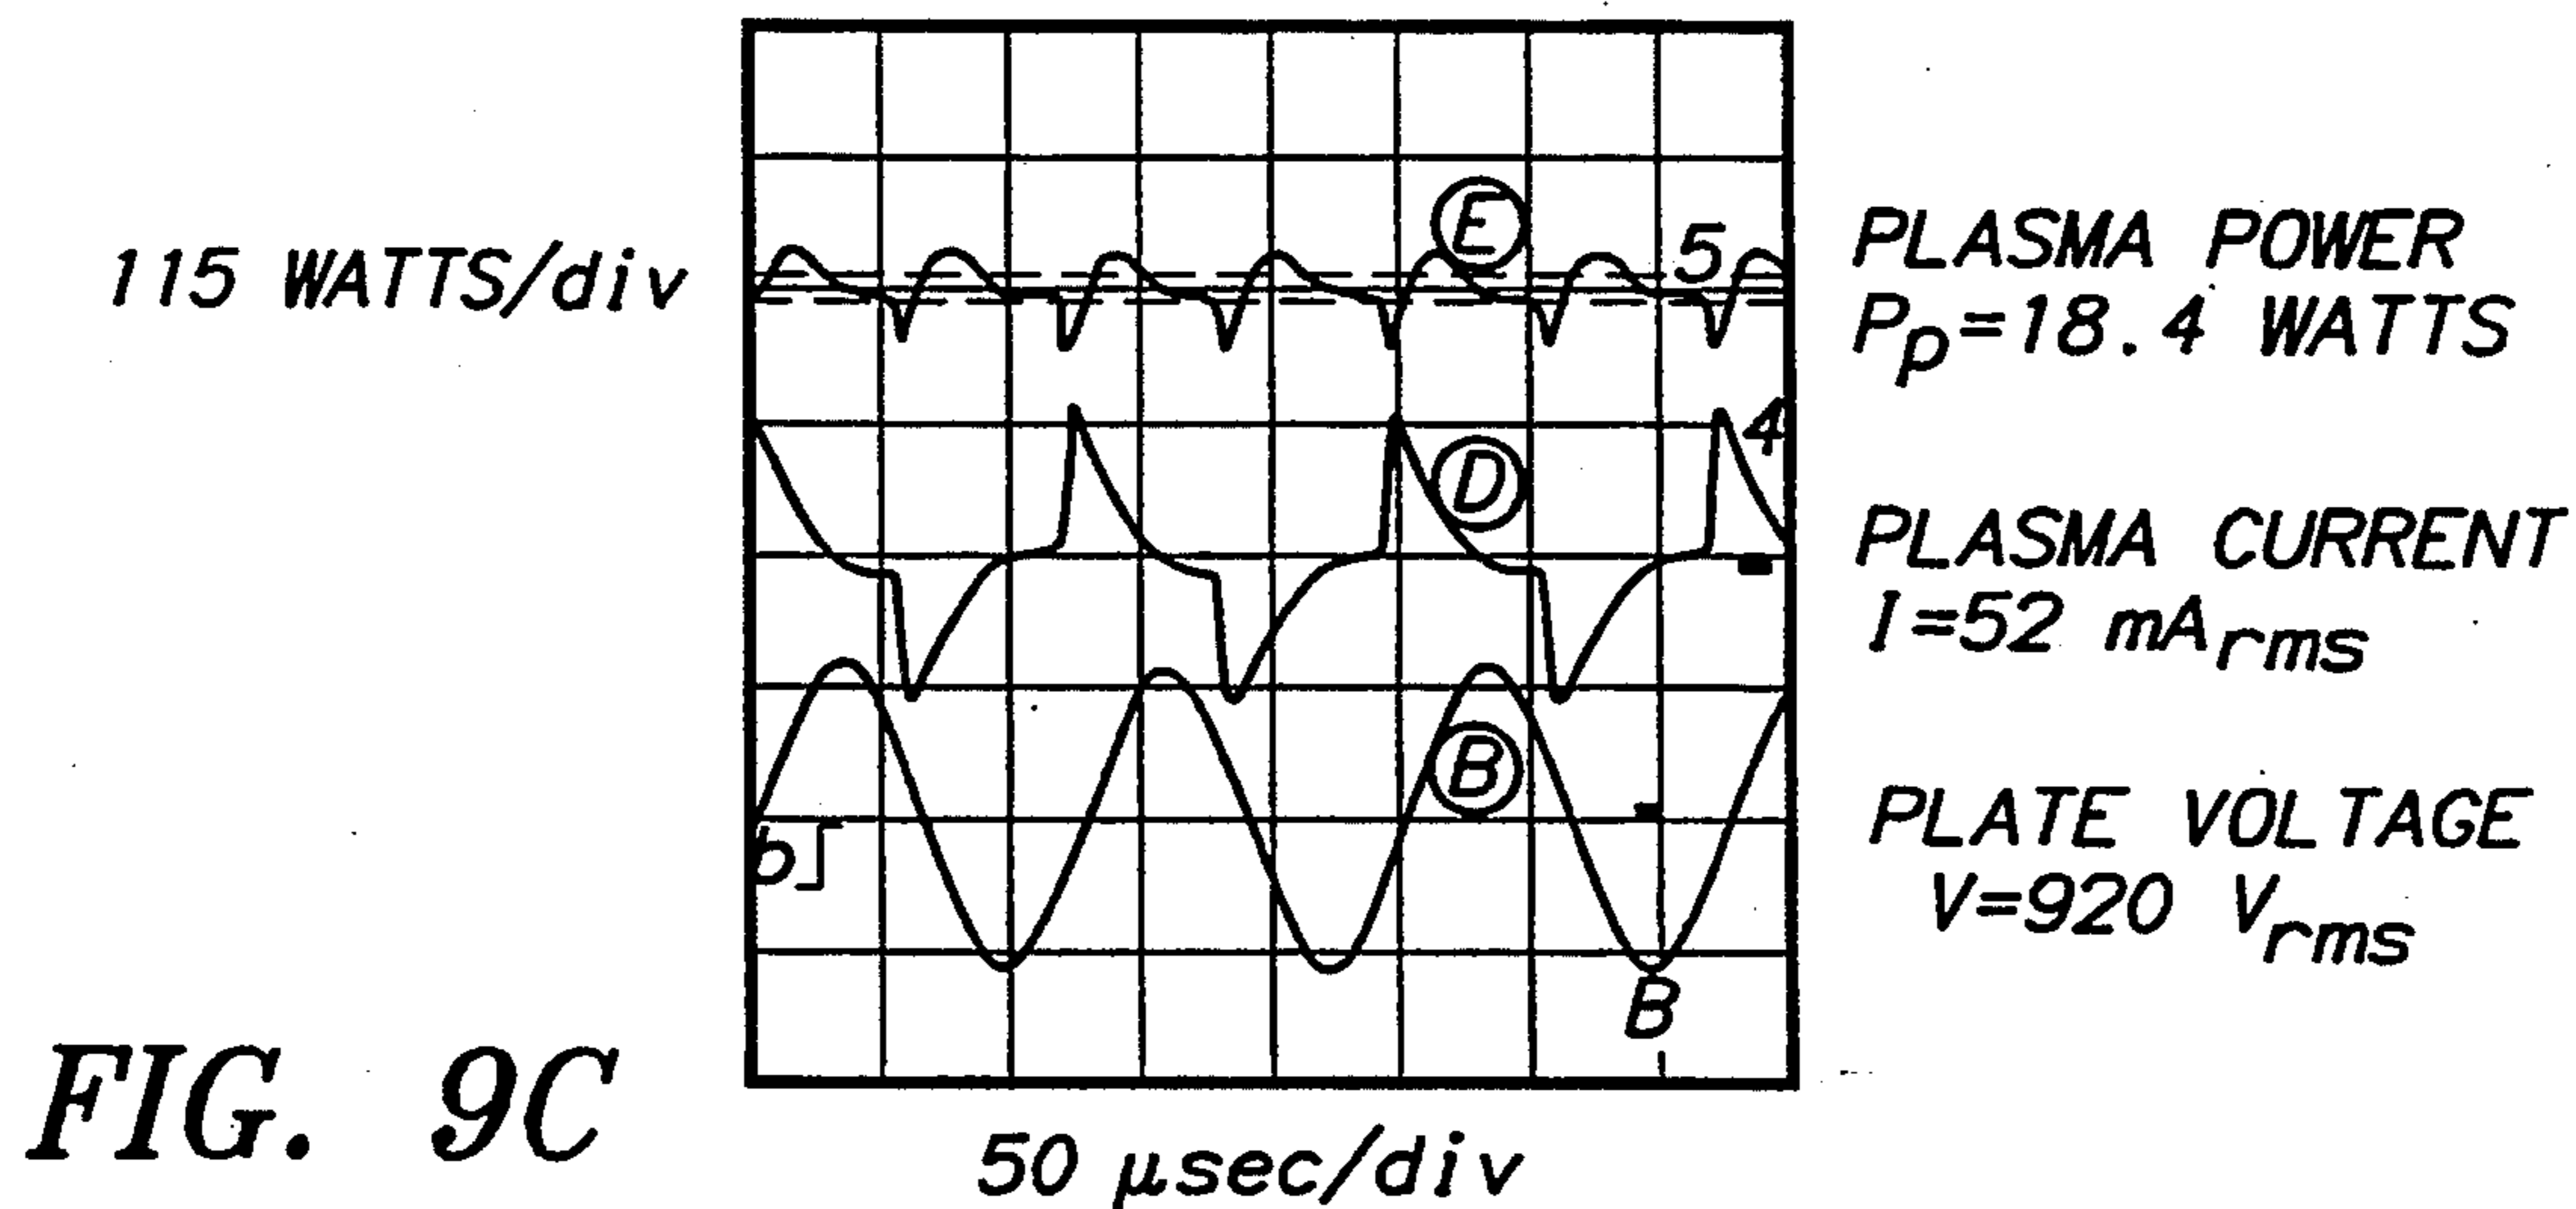 115 WATTS/div
E
5
PLASMA POWER
Pp=18.4 WATTS
4
D
PLASMA CURRENT
I=52 mArms
B
b
PLATE VOLTAGE
V=920 Vrms
B
FIG. 9C
50 μsec/div